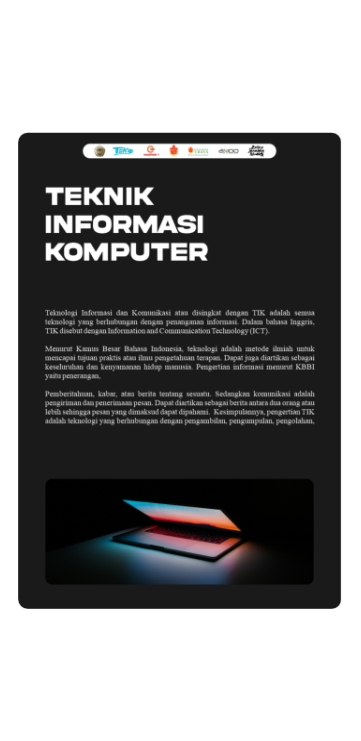 TEKNIK
INFORMASI
KOMPUTER
Teknologi Informasi dan Komunikasi atau disingkat dengan TIK adalah semua
teknologi yang berhubungan dengan penanganan informasi. Dalam bahasa Inggris,
TIK disebut dengan Information and Communication Technology (ICT).
Menurut Kamus Besar Bahasa Indonesia, teknologi adalah metode ilmiah untuk
mencapai tujuan praktis atau ilmu pengetahuan terapan. Dapat juga diartikan sebagai
keseluruhan dan kenyamanan hidup manusia. Pengertian informasi menurut KBBI
yaitu penerangan,
Pemberitahuan, kabar, atau berita tentang sesuatu. Sedangkan komunikasi adalah
pengiriman dan penerimaan pesan. Dapat diartikan sebagai berita antara dua orang atau
lebih sehingga pesan yang dimaksud dapat dipahami. Kesimpulannya, pengertian TIK
adalah teknologi yang berhubungan dengan pengambilan, pengumpulan, pengolahan,